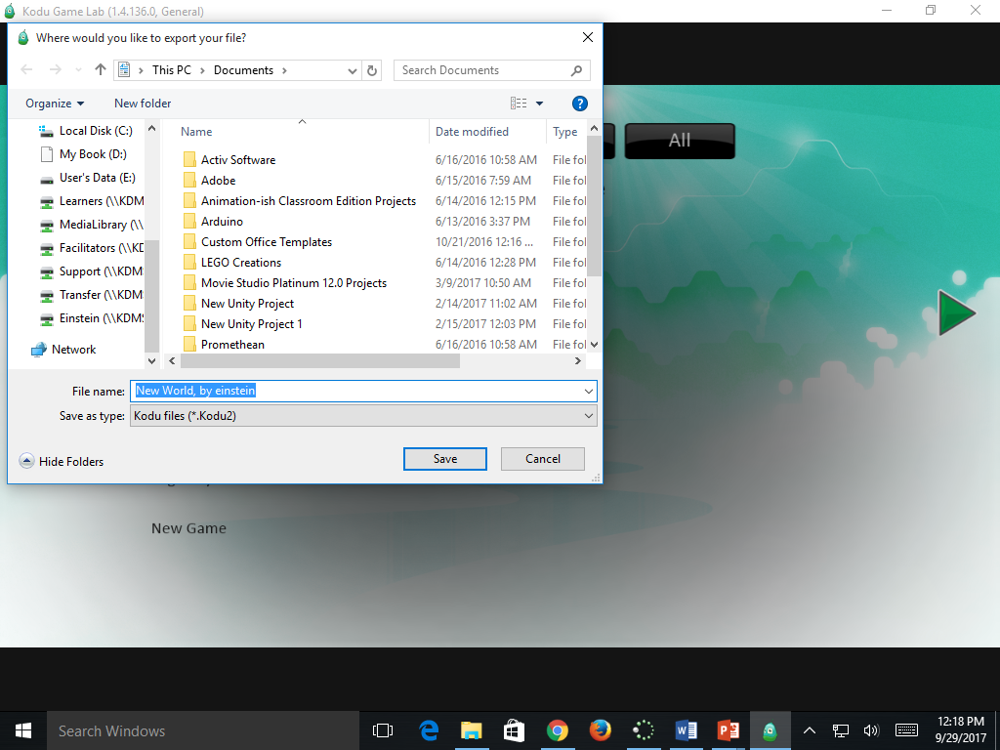 Kodu Game Lab (1.4.136.0, General)
Where would you like to export your file?
This PC > Documents >
Search Documents
Organize
New folder
?
All
Name
Date modified
Type
Local Disk (C:)
My Book (D:)
User's Data (E:)
Learners (\\KDM
MediaLibrary (\\
Facilitators (\\KD
Support (\\KDM
Transfer (\\KDM
Einstein (\\KDMS
Network
Activ Software 6/16/2016 10:58 AM File fol
Adobe 6/15/2016 7:59 AM File fol
Animation-ish Classroom Edition Projects 6/14/2016 12:15 PM File fol
Arduino 6/13/2016 3:37 PM File fol
Custom Office Templates 10/21/2016 12:16 ... File fol
LEGO Creations 6/14/2016 12:28 PM File fol
Movie Studio Platinum 12.0 Projects 3/9/2017 10:50 AM File fol
New Unity Project 2/14/2017 11:02 AM File fol
New Unity Project 1 2/15/2017 12:03 PM File fol
Promethean 6/16/2016 10:58 AM File fol
File name: New World, by einstein
Save as type: Kodu files (*.Kodu2)
Hide Folders
Save
Cancel
New Game
Search Windows
12:18 PM
9/29/2017